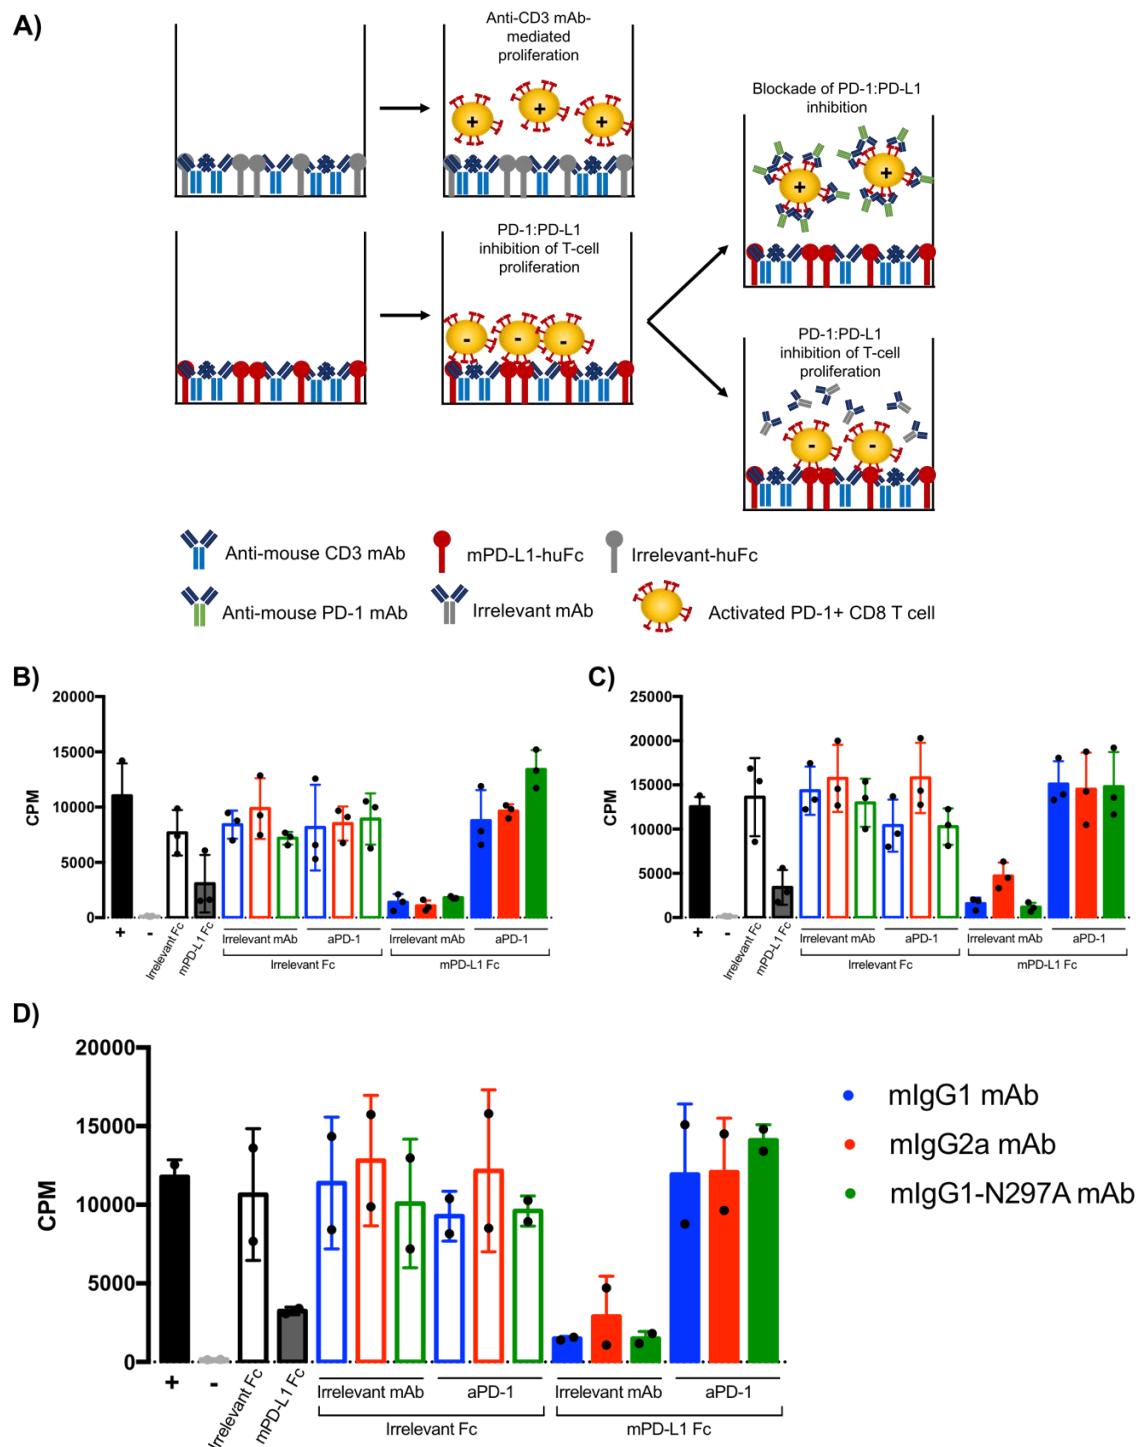 A)
Anti-CD3 mAb-
mediated
proliferation
+ + +
Blockade of PD-1:PD-L1
inhibition
+ +
PD-1:PD-L1
inhibition of T-cell
proliferation
- - -
PD-1:PD-L1
inhibition of T-cell
proliferation
- -
Anti-mouse CD3 mAb
mPD-L1-huFc
Irrelevant-huFc
Anti-mouse PD-1 mAb
Irrelevant mAb
Activated PD-1+ CD8 T cell
B)
20000
15000
10000
5000
0
CPM
+
-
Irrelevant Fc
mPD-L1 Fc
Irrelevant mAb
aPD-1
Irrelevant mAb
aPD-1
Irrelevant Fc
mPD-L1 Fc
C)
25000
20000
15000
10000
5000
0
CPM
+
-
Irrelevant Fc
mPD-L1 Fc
Irrelevant mAb
aPD-1
Irrelevant mAb
aPD-1
Irrelevant Fc
mPD-L1 Fc
D)
20000
15000
10000
5000
0
CPM
+
-
Irrelevant Fc
mPD-L1 Fc
Irrelevant mAb
aPD-1
Irrelevant mAb
aPD-1
Irrelevant Fc
mPD-L1 Fc
mIgG1 mAb
mIgG2a mAb
mIgG1-N297A mAb